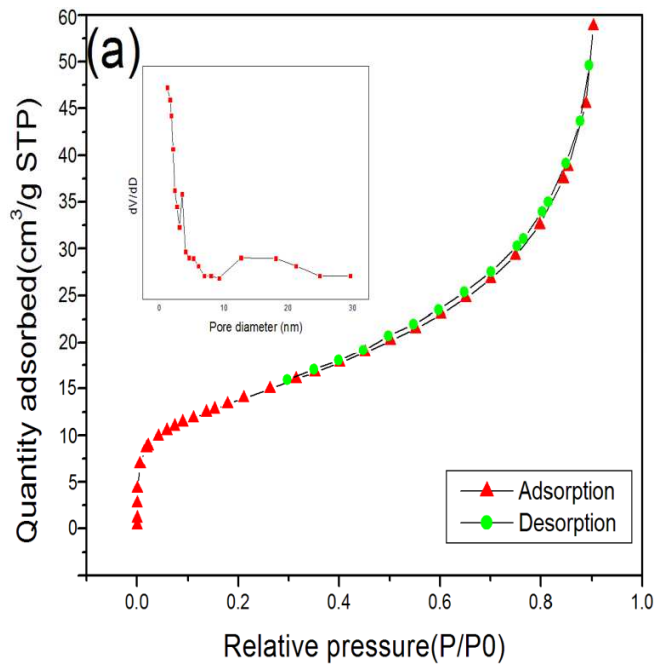 (a)
60
55
50
45
40
35
30
25
20
15
10
5
0
Quantity adsorbed(cm³/g STP)
dV/dD
0 10 20 30
Pore diameter (nm)
Adsorption
Desorption
0.0 0.2 0.4 0.6 0.8 1.0
Relative pressure(P/P0)